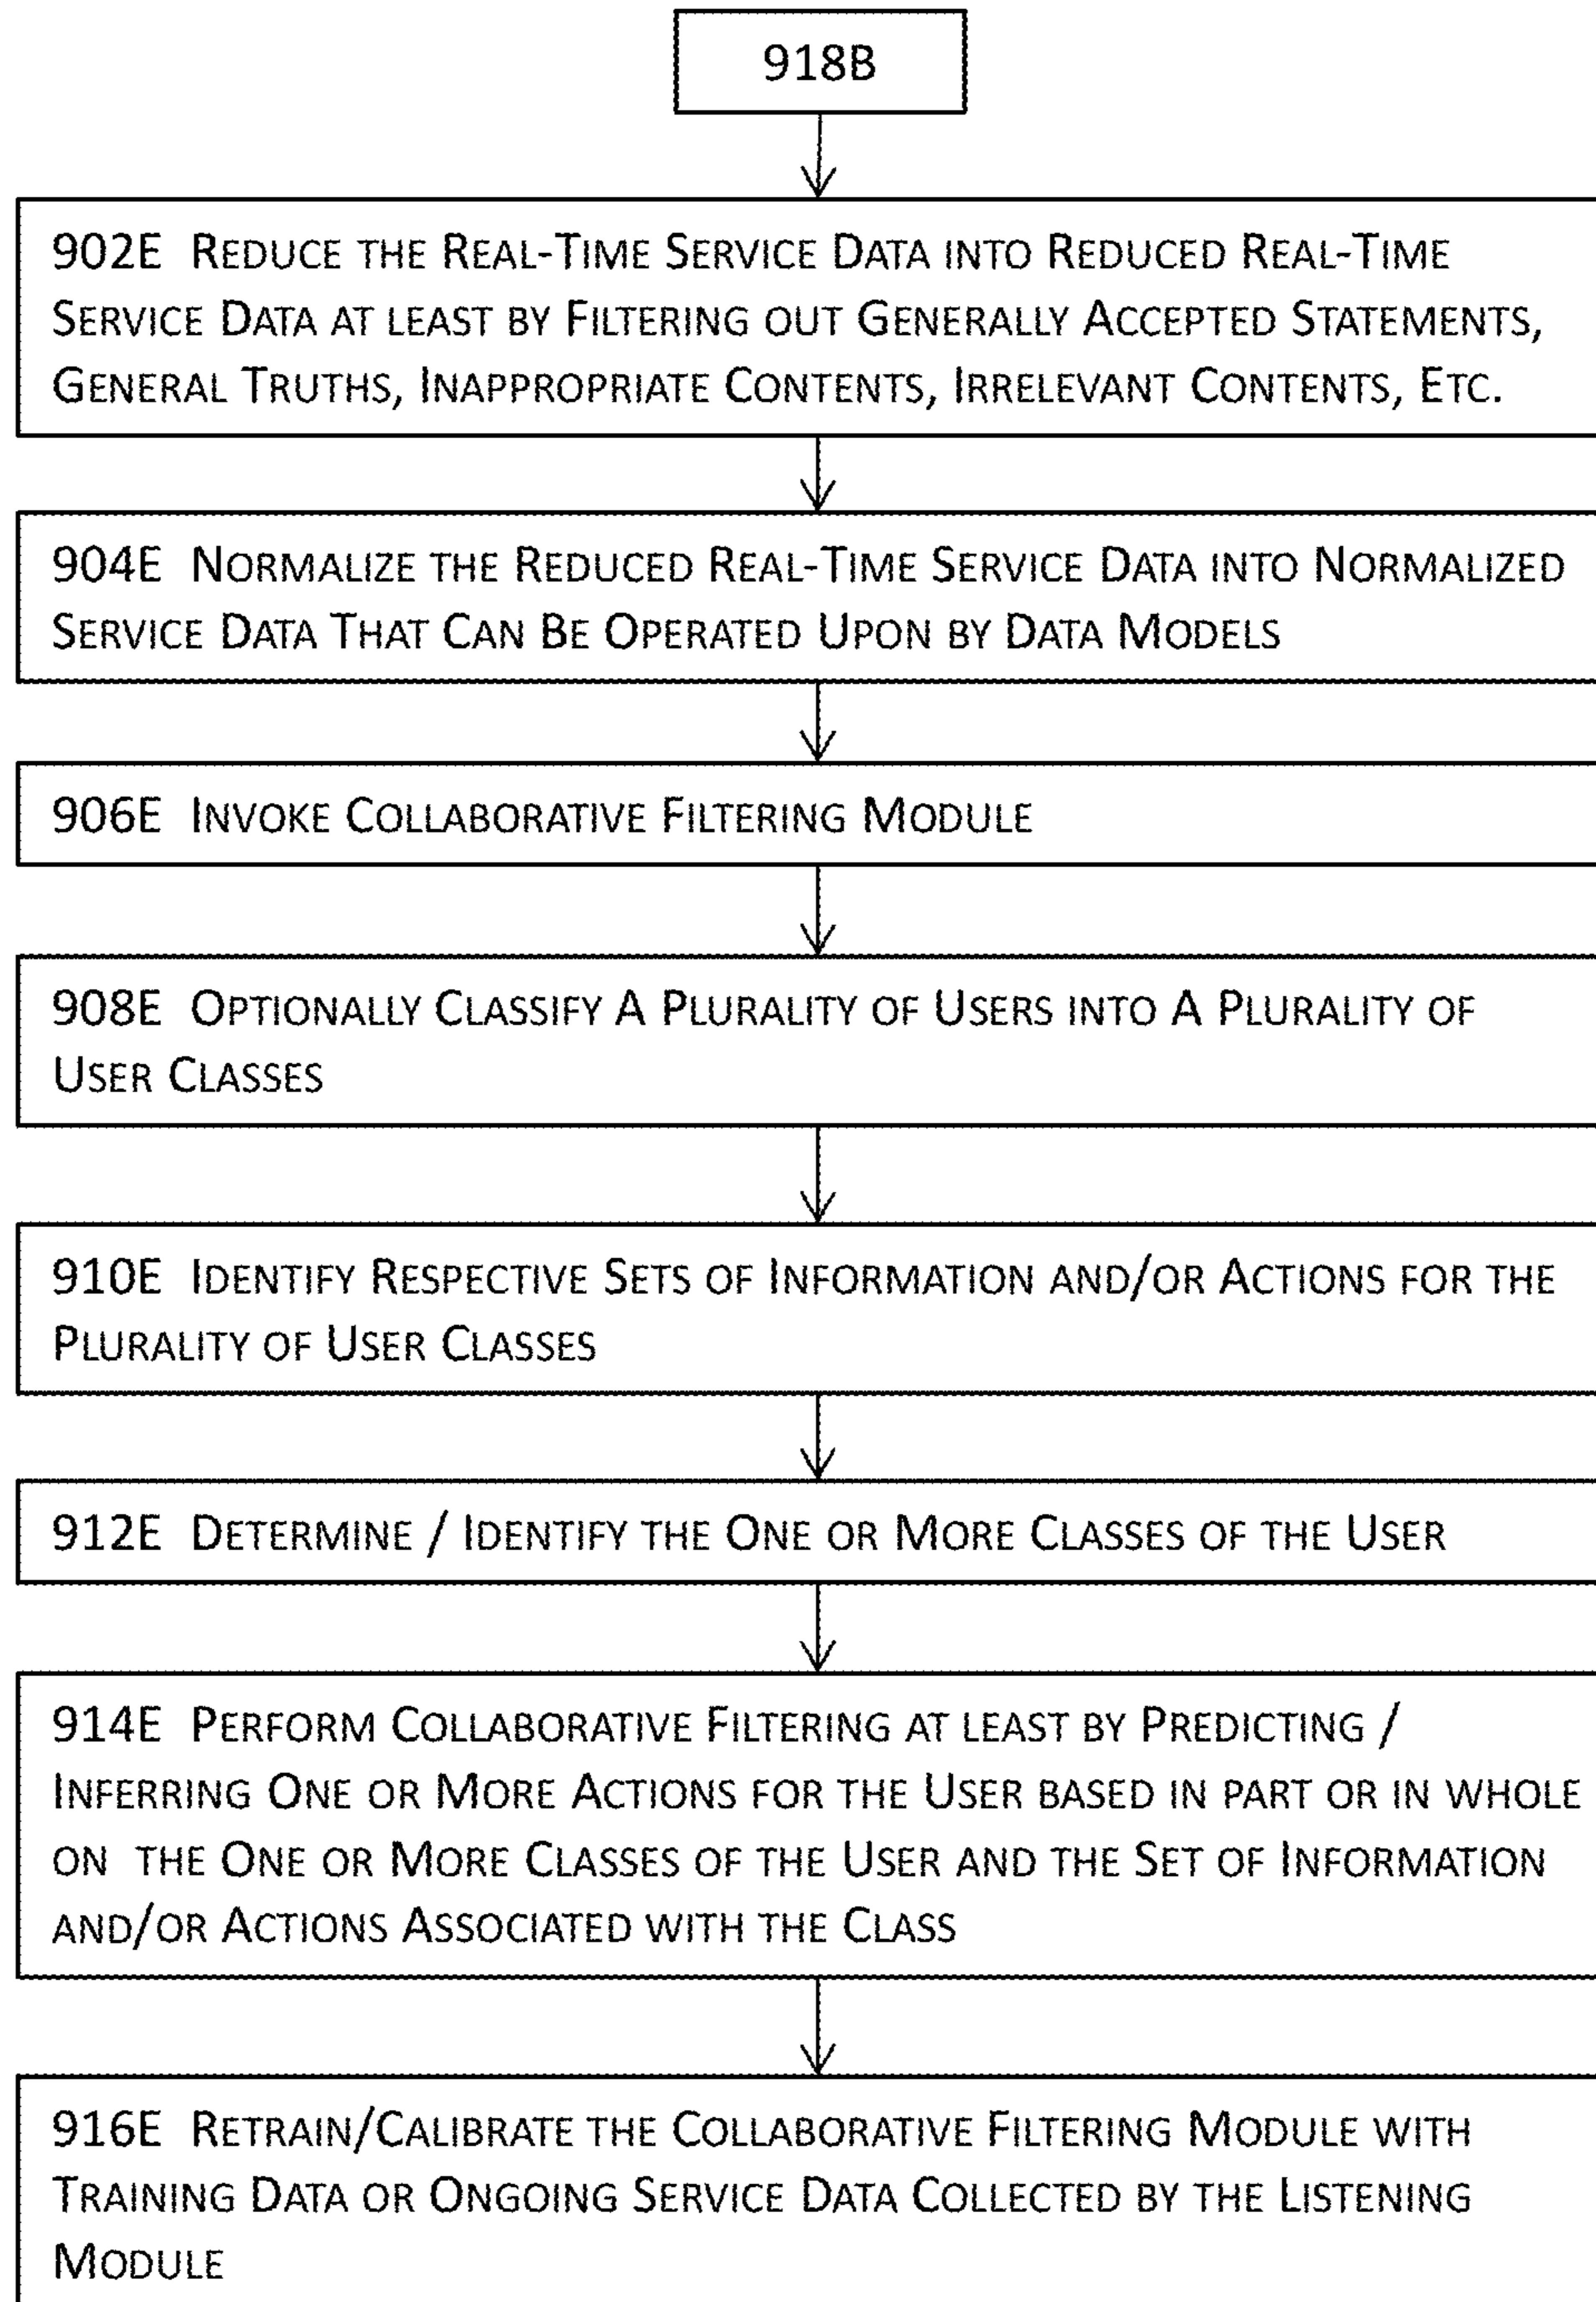 918B
902E REDUCE THE REAL-TIME SERVICE DATA INTO REDUCED REAL-TIME
SERVICE DATA AT LEAST BY FILTERING OUT GENERALLY ACCEPTED STATEMENTS,
GENERAL TRUTHS, INAPPROPRIATE CONTENTS, IRRELEVANT CONTENTS, ETC.
904E NORMALIZE THE REDUCED REAL-TIME SERVICE DATA INTO NORMALIZED
SERVICE DATA THAT CAN BE OPERATED UPON BY DATA MODELS
906E INVOKE COLLABORATIVE FILTERING MODULE
908E OPTIONALLY CLASSIFY A PLURALITY OF USERS INTO A PLURALITY OF
USER CLASSES
910E IDENTIFY RESPECTIVE SETS OF INFORMATION AND/OR ACTIONS FOR THE
PLURALITY OF USER CLASSES
912E DETERMINE / IDENTIFY THE ONE OR MORE CLASSES OF THE USER
914E PERFORM COLLABORATIVE FILTERING AT LEAST BY PREDICTING /
INFERRING ONE OR MORE ACTIONS FOR THE USER BASED IN PART OR IN WHOLE
ON THE ONE OR MORE CLASSES OF THE USER AND THE SET OF INFORMATION
AND/OR ACTIONS ASSOCIATED WITH THE CLASS
916E RETRAIN/CALIBRATE THE COLLABORATIVE FILTERING MODULE WITH
TRAINING DATA OR ONGOING SERVICE DATA COLLECTED BY THE LISTENING
MODULE